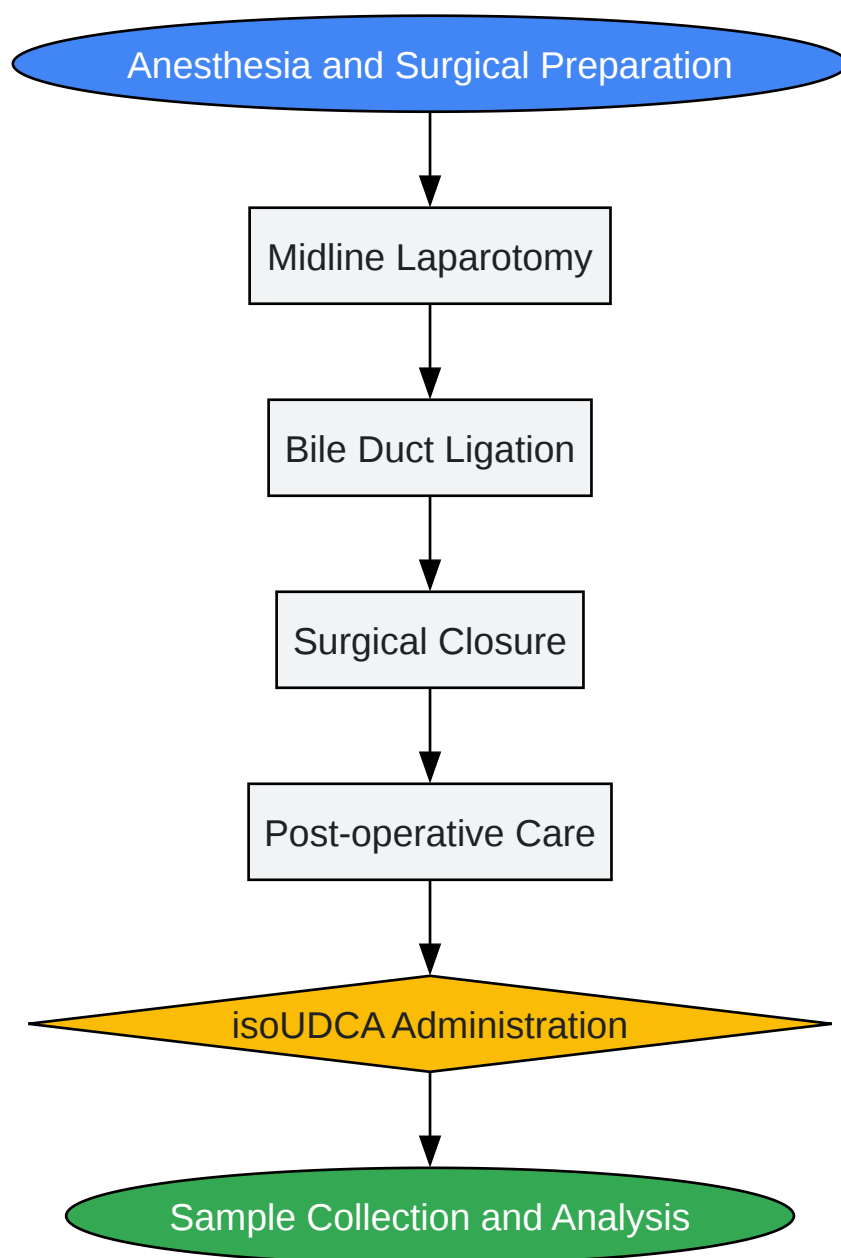 Anesthesia and Surgical Preparation
Midline Laparotomy
Bile Duct Ligation
Surgical Closure
Post-operative Care
isoUDCA Administration
Sample Collection and Analysis